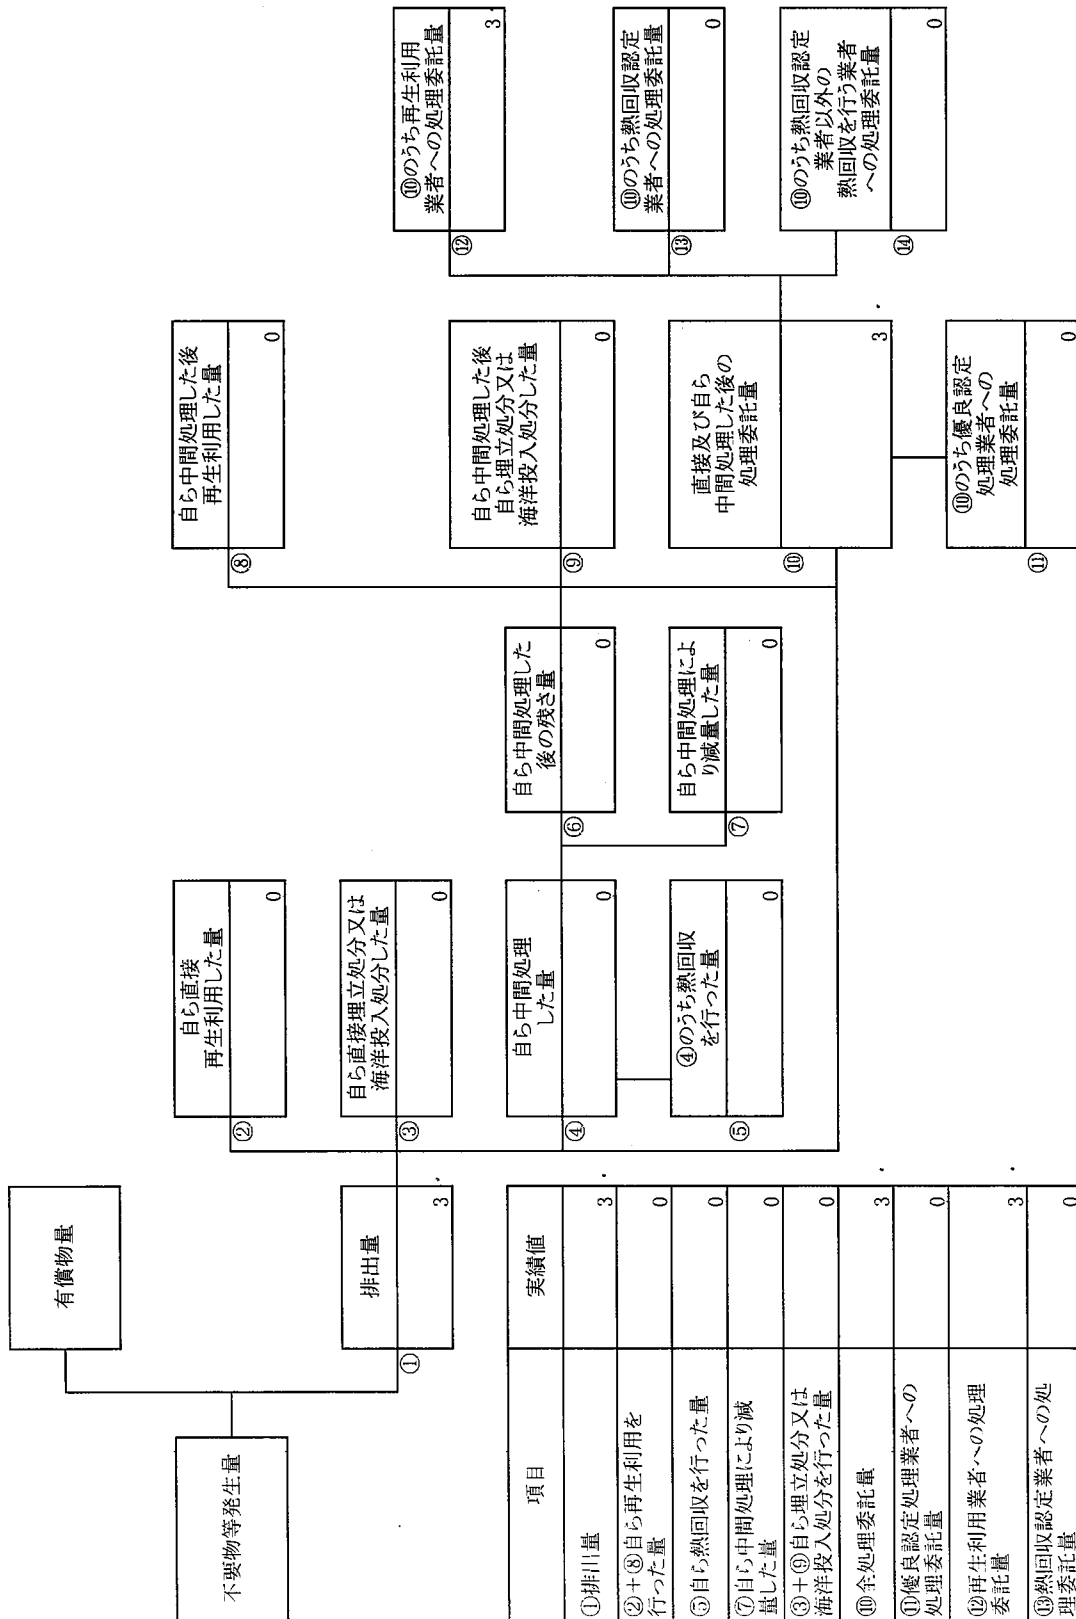 不要物等発生量
有償物量
①
排出量
3
②
自ら直接
再生利用した量
0
③
自ら直接埋立処分又は
海洋投入処分した量
0
④
自ら中間処理
した量
0
⑤
④のうち熱回収
を行った量
0
⑥
自ら中間処理した
後の残さ量
0
⑦
自ら中間処理によ
り減量した量
0
⑧
自ら中間処理した後
再生利用した量
0
⑨
自ら中間処理した後
自ら埋立処分又は
海洋投入処分した量
0
⑩
直接及び自ら
中間処理した後の
処理委託量
3
⑪
⑩のうち優良認定
処理業者への
処理委託量
0
⑫
⑩のうち再生利用
業者への処理委託量
3
⑬
⑩のうち熱回収認定
業者への処理委託量
0
⑭
⑩のうち熱回収認定
業者以外の
熱回収を行う業者
への処理委託量
0
項目
実績値
①排出量
3
②+⑧自ら再生利用を
行った量
0
⑤自ら熱回収を行った量
0
⑦自ら中間処理により減
量した量
0
③+⑨自ら埋立処分又は
海洋投入処分を行った量
0
⑩全処理委託量
3
⑪優良認定処理業者への
処理委託量
0
⑫再生利用業者への処理
委託量
3
⑬熱回収認定業者への処
理委託量
0